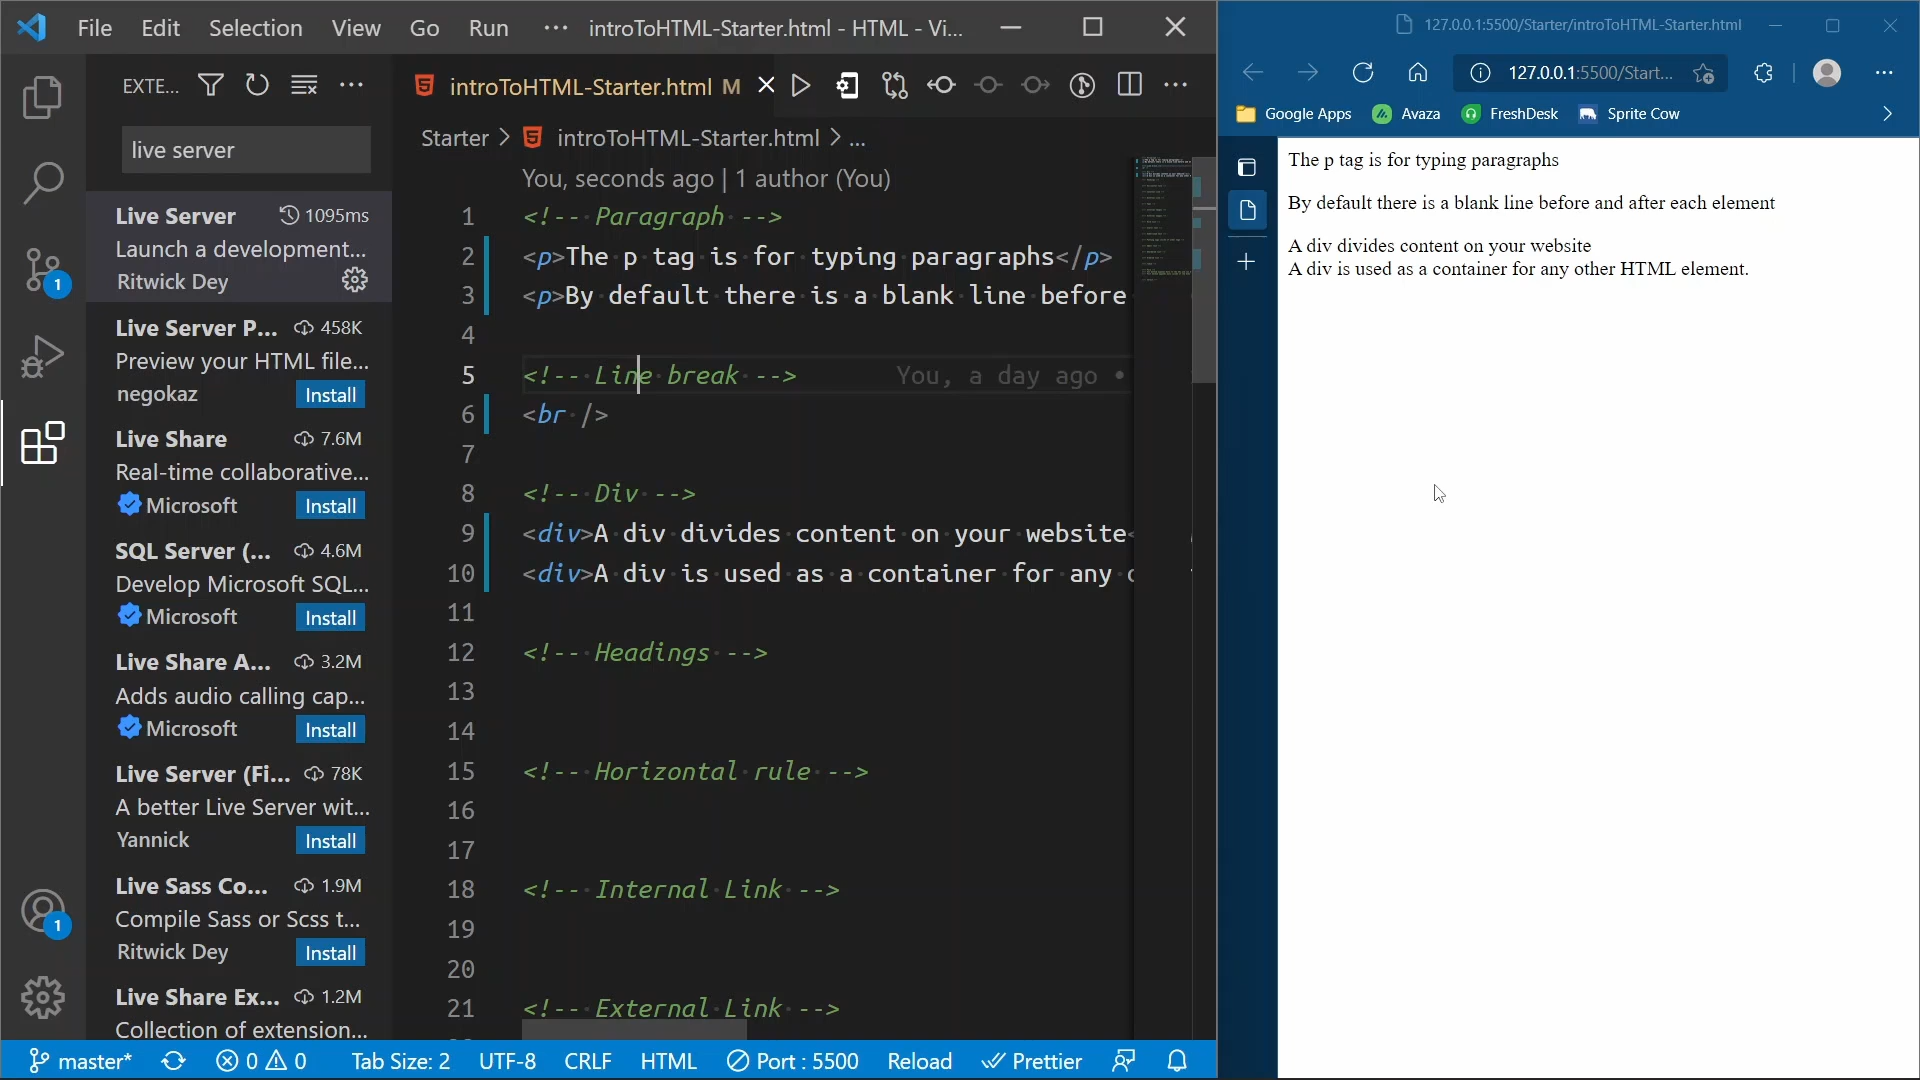 File Edit Selection View Go Run ··· introToHTML-Starter.html - HTML - Vi...
EXTE...
live server
Live Server 1095ms
Launch a development...
Ritwick Dey
Live Server P... 458K
Preview your HTML file...
negokaz Install
Live Share 7.6M
Real-time collaborative...
Microsoft Install
SQL Server (... 4.6M
Develop Microsoft SQL...
Microsoft Install
Live Share A... 3.2M
Adds audio calling cap...
Microsoft Install
Live Server (Fi... 78K
A better Live Server wit...
Yannick Install
Live Sass Co... 1.9M
Compile Sass or Scss t...
Ritwick Dey Install
Live Share Ex... 1.2M
Collection of extension...
1
1
introToHTML-Starter.html M
Starter > introToHTML-Starter.html > ...
You, seconds ago | 1 author (You)
1 <!-- Paragraph -->
2 <p>The p tag is for typing paragraphs</p>
3 <p>By default there is a blank line before
4
5 <!-- Line break --> You, a day ago •
6 <br />
7
8 <!-- Div -->
9 <div>A div divides content on your website<
10 <div>A div is used as a container for any
11
12 <!-- Headings -->
13
14
15 <!-- Horizontal rule -->
16
17
18 <!-- Internal Link -->
19
20
21 <!-- External Link -->
master* 0 0 Tab Size: 2 UTF-8 CRLF HTML Port : 5500 Reload Prettier
127.0.0.1:5500/Starter/introToHTML-Starter.html
127.0.0.1:5500/Start...
Google Apps Avaza FreshDesk Sprite Cow
The p tag is for typing paragraphs
By default there is a blank line before and after each element
A div divides content on your website
A div is used as a container for any other HTML element.